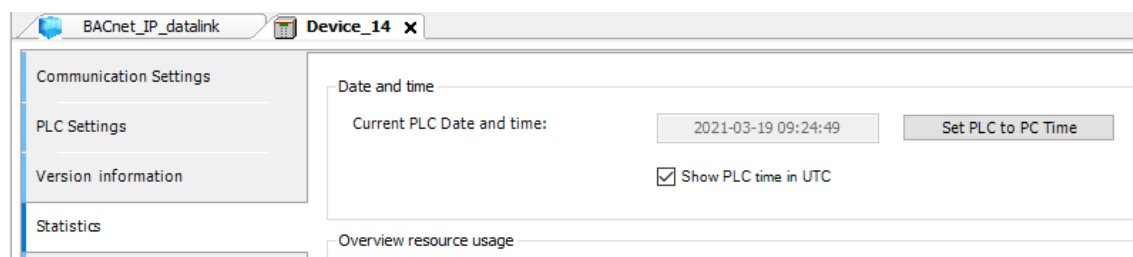 BACnet_IP_datalink Device_14 x
Communication Settings
Date and time
PLC Settings
Current PLC Date and time: 2021-03-19 09:24:49 Set PLC to PC Time
Version information
Show PLC time in UTC
Statistics
Overview resource usage